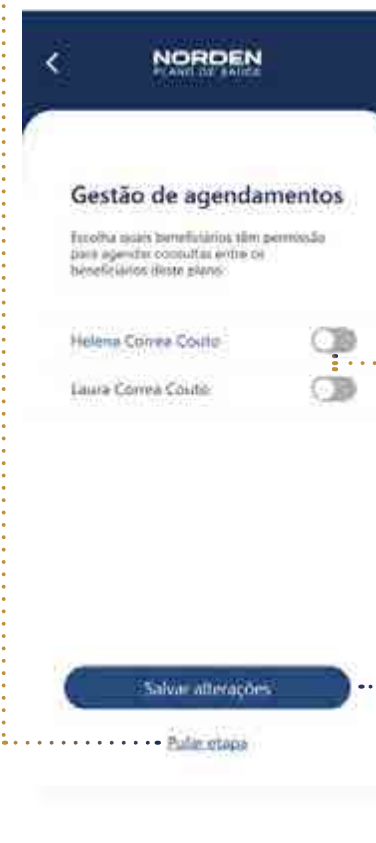 NORDEN
PLANO DE SAÚDE
Gestão de agendamentos
Escolha quais beneficiários têm permissão
para agendar consultas entre os
beneficiários deste plano.
Helena Correa Couto
Laura Correa Couto
Salvar alterações
Pular etapa